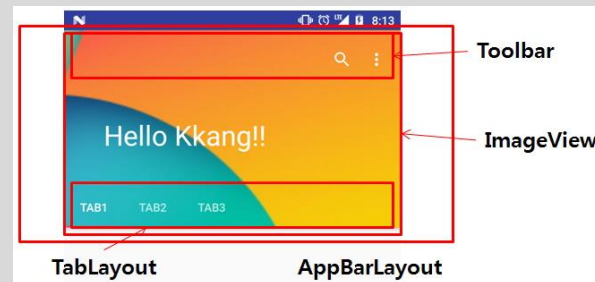 8:13
Toolbar
Hello Kkang!!
ImageView
TAB1 TAB2 TAB3
TabLayout AppBarLayout